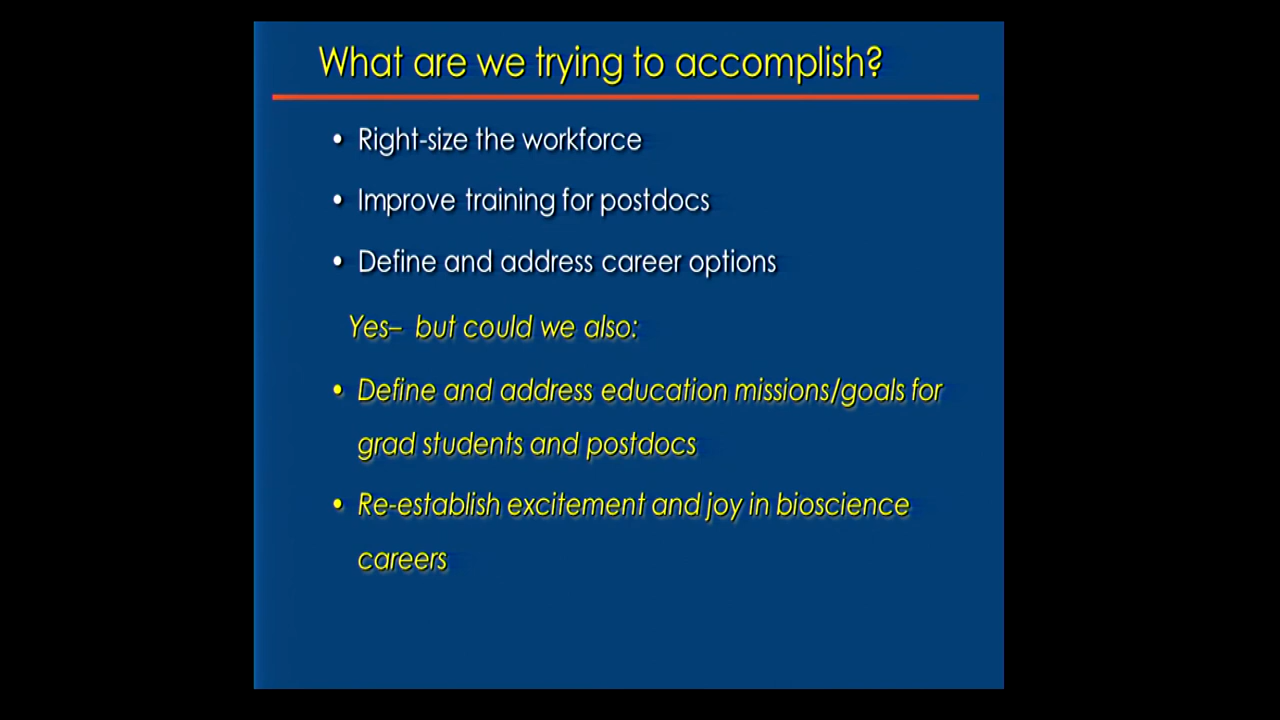 What are we trying to accomplish?
• Right-size the workforce
• Improve training for postdocs
• Define and address career options
Yes– but could we also:
• Define and address education missions/goals for
grad students and postdocs
• Re-establish excitement and joy in bioscience
careers